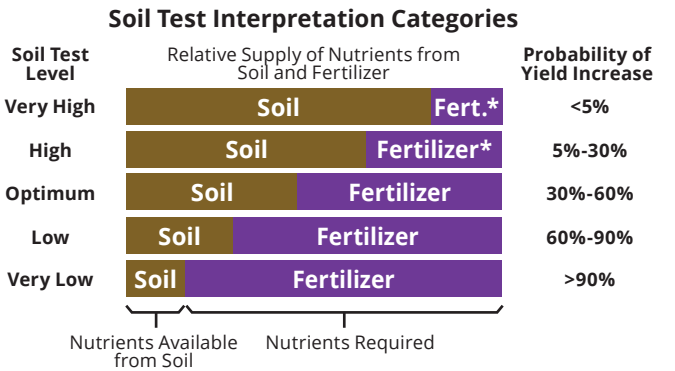 Soil Test Interpretation Categories
Soil Test
Level
Relative Supply of Nutrients from
Soil and Fertilizer
Probability of
Yield Increase
Very High
Soil
Fert.*
<5%
High
Soil
Fertilizer*
5%-30%
Optimum
Soil
Fertilizer
30%-60%
Low
Soil
Fertilizer
60%-90%
Very Low
Soil
Fertilizer
>90%
Nutrients Available
from Soil
Nutrients Required